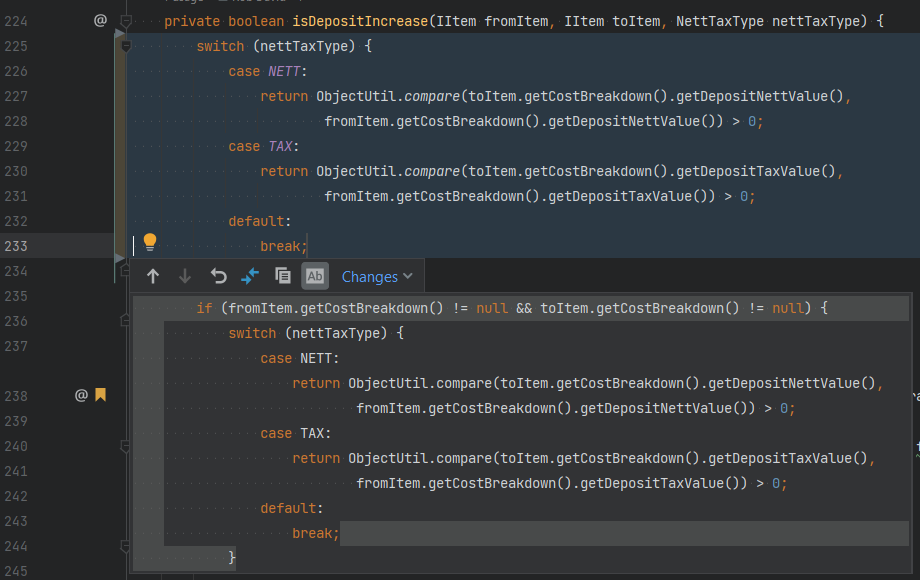 224 @ private boolean isDepositIncrease(IItem fromItem, IItem toItem, NettTaxType nettTaxType) {
225 switch (nettTaxType) {
226 case NETT:
227 return ObjectUtil.compare(toItem.getCostBreakdown().getDepositNettValue(),
228 fromItem.getCostBreakdown().getDepositNettValue()) > 0;
229 case TAX:
230 return ObjectUtil.compare(toItem.getCostBreakdown().getDepositTaxValue(),
231 fromItem.getCostBreakdown().getDepositTaxValue()) > 0;
232 default:
233 break;
234 Ab Changes
235 if (fromItem.getCostBreakdown() != null && toItem.getCostBreakdown() != null) {
236 switch (nettTaxType) {
237 case NETT:
return ObjectUtil.compare(toItem.getCostBreakdown().getDepositNettValue(),
238 @ fromItem.getCostBreakdown().getDepositNettValue()) > 0;
239
240 case TAX:
241 return ObjectUtil.compare(toItem.getCostBreakdown().getDepositTaxValue(),
242 fromItem.getCostBreakdown().getDepositTaxValue()) > 0;
243 default:
244 break;
245 }